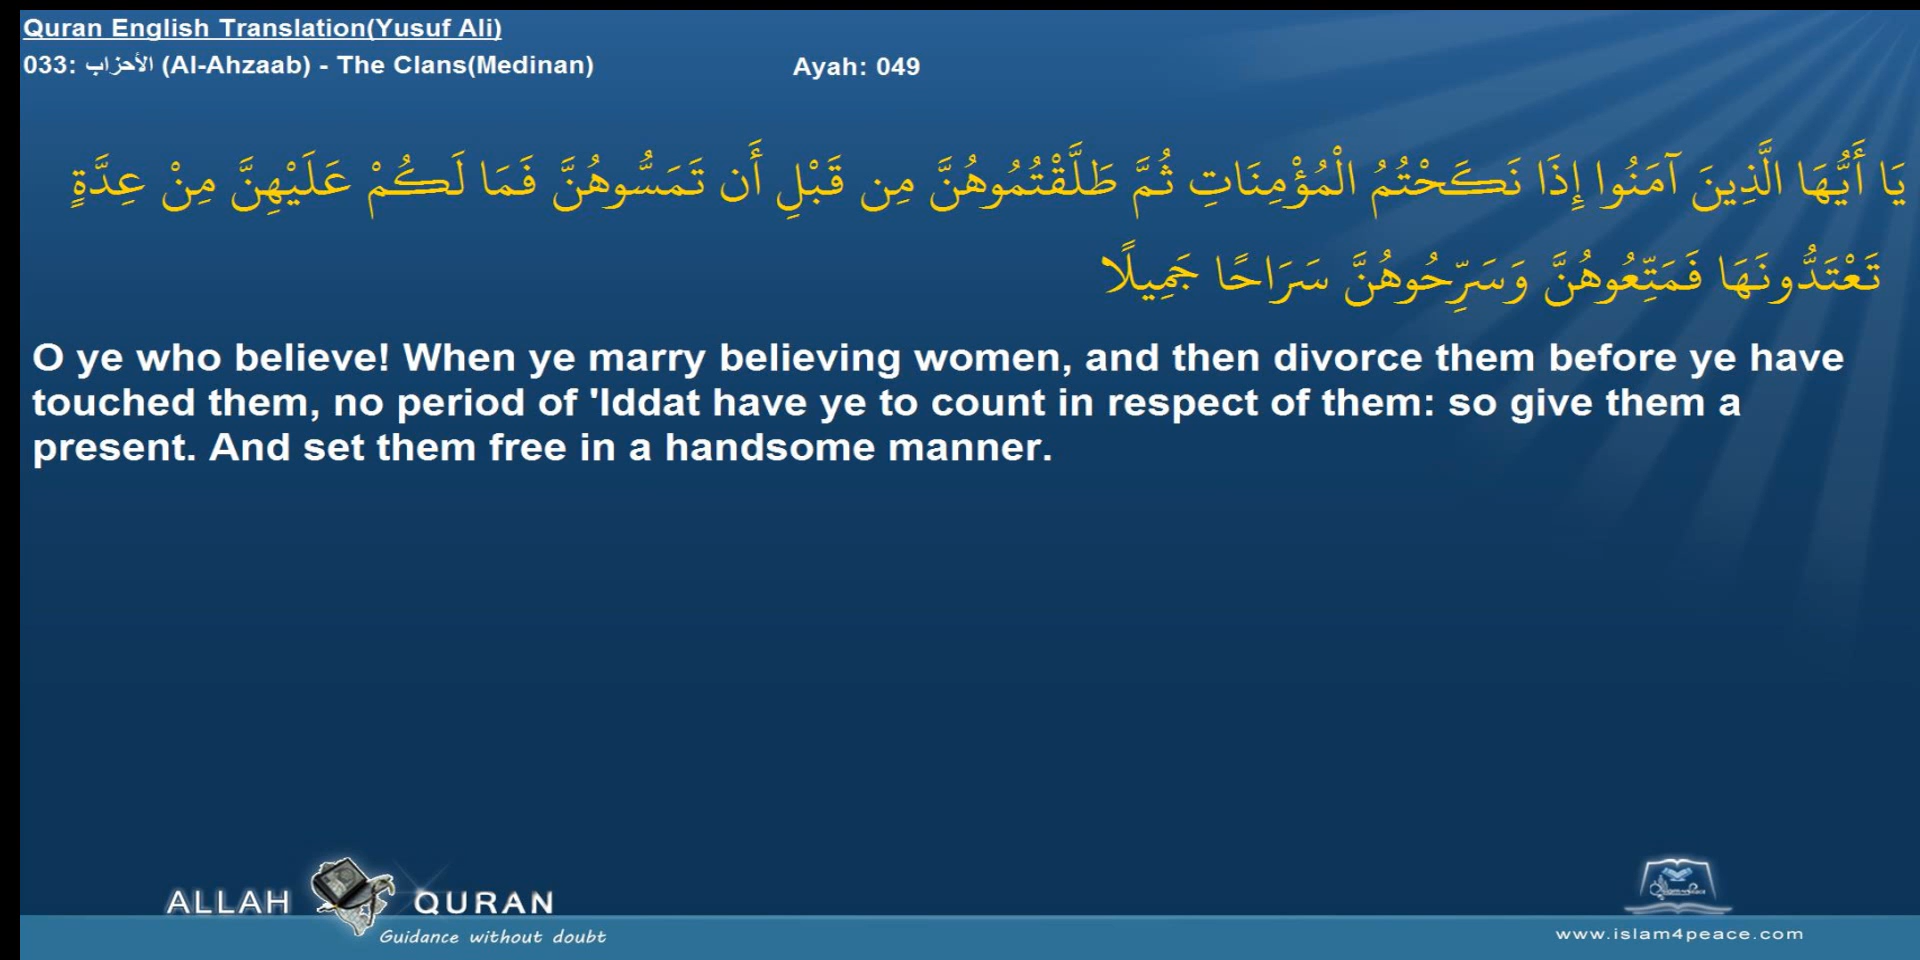 Quran English Translation(Yusuf Ali)
033: الأحزاب (Al-Ahzaab) - The Clans(Medinan) Ayah: 049
يَا أَيُّهَا الَّذِينَ آمَنُوا إِذَا نَكَحْتُمُ الْمُؤْمِنَاتِ ثُمَّ طَلَّقْتُمُوهُنَّ مِن قَبْلِ أَن تَمَسُّوهُنَّ فَمَا لَكُمْ عَلَيْهِنَّ مِنْ عِدَّةٍ
تَعْتَدُّونَهَا فَمَتِّعُوهُنَّ وَسَرِّحُوهُنَّ سَرَاحًا جَمِيلًا
O ye who believe! When ye marry believing women, and then divorce them before ye have
touched them, no period of 'Iddat have ye to count in respect of them: so give them a
present. And set them free in a handsome manner.
ALLAH QURAN
Guidance without doubt
www.islam4peace.com